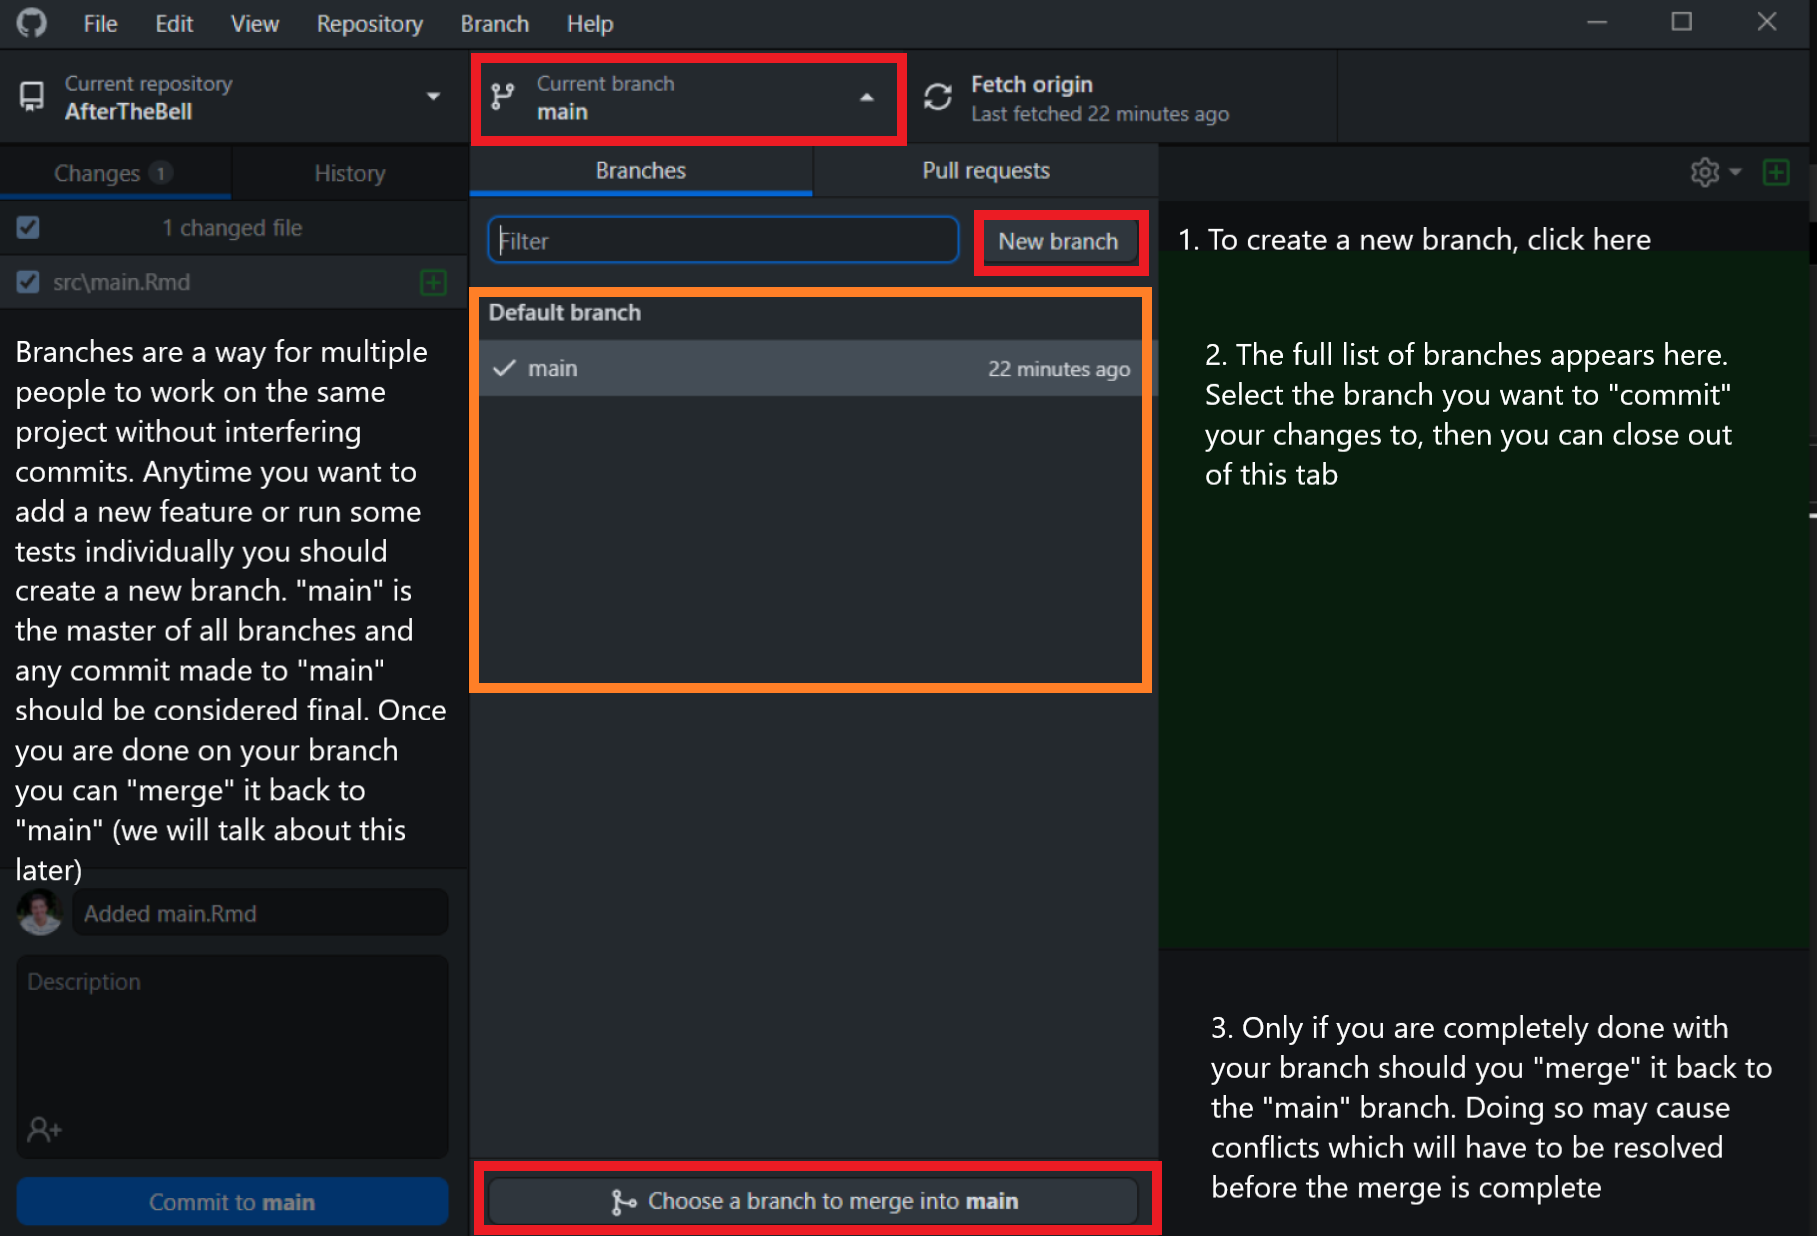 File Edit View Repository Branch Help
Current repository
AfterTheBell
Current branch
main
Fetch origin
Last fetched 22 minutes ago
Changes 1
History
Branches
Pull requests
1 changed file
Filter
New branch
1. To create a new branch, click here
src\main.Rmd
Default branch
main
22 minutes ago
Branches are a way for multiple
people to work on the same
project without interfering
commits. Anytime you want to
add a new feature or run some
tests individually you should
create a new branch. "main" is
the master of all branches and
any commit made to "main"
should be considered final. Once
you are done on your branch
you can "merge" it back to
"main" (we will talk about this
later)
2. The full list of branches appears here.
Select the branch you want to "commit"
your changes to, then you can close out
of this tab
Added main.Rmd
Description
Commit to main
Choose a branch to merge into main
3. Only if you are completely done with
your branch should you "merge" it back to
the "main" branch. Doing so may cause
conflicts which will have to be resolved
before the merge is complete